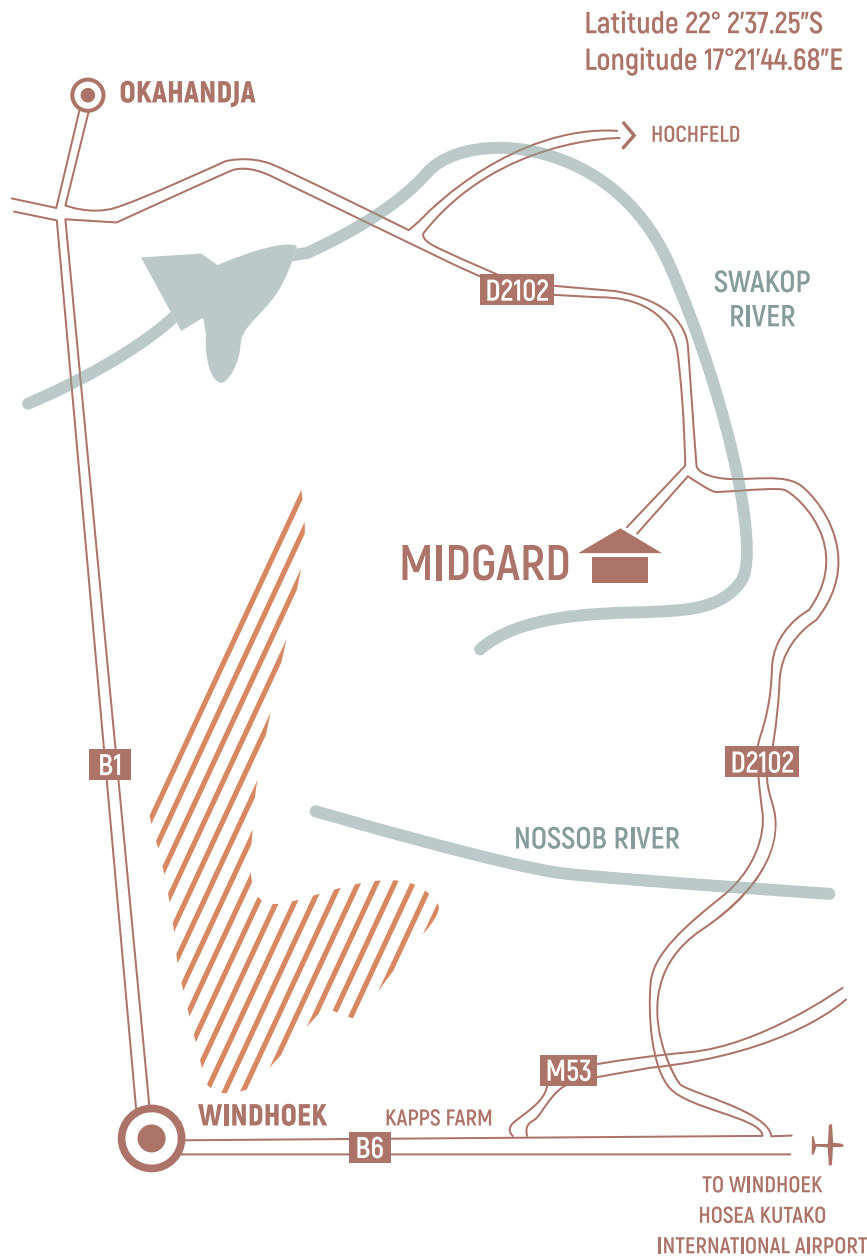 Latitude 22° 2'37.25"S
Longitude 17°21'44.68"E
OKAHANDJA
HOCHFELD
D2102
SWAKOP
RIVER
MIDGARD
B1
D2102
NOSSOB RIVER
M53
WINDHOEK
KAPPS FARM
B6
TO WINDHOEK
HOSEA KUTAKO
INTERNATIONAL AIRPORT